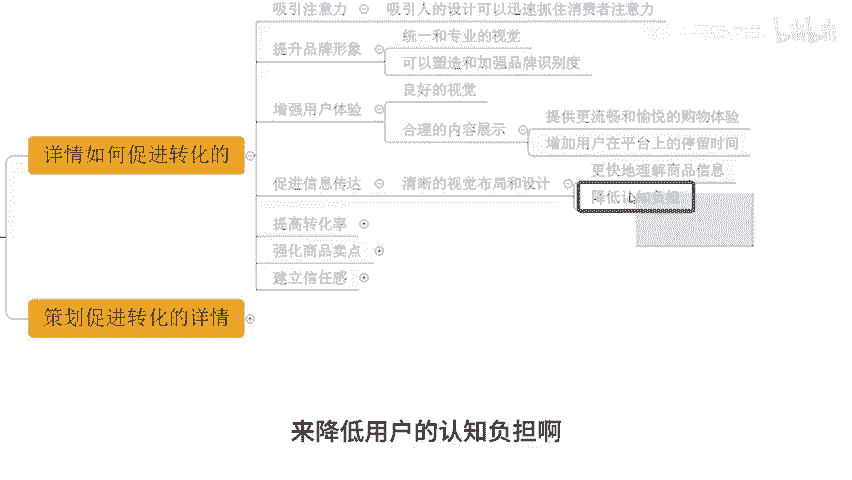 吸引注意力
吸引人的设计可以迅速抓住消费者注意力
提升品牌形象
统一和专业的视觉
可以塑造和加强品牌识别度
增强用户体验
良好的视觉
合理的内容展示
提供更流畅和愉悦的购物体验
增加用户在平台上的停留时间
详情如何促进转化的
促进信息传达
清晰的视觉布局和设计
更快地理解商品信息
降低认知负担
提高转化率
强化商品卖点
建立信任感
策划促进转化的详情
来降低用户的认知负担啊
bilibili